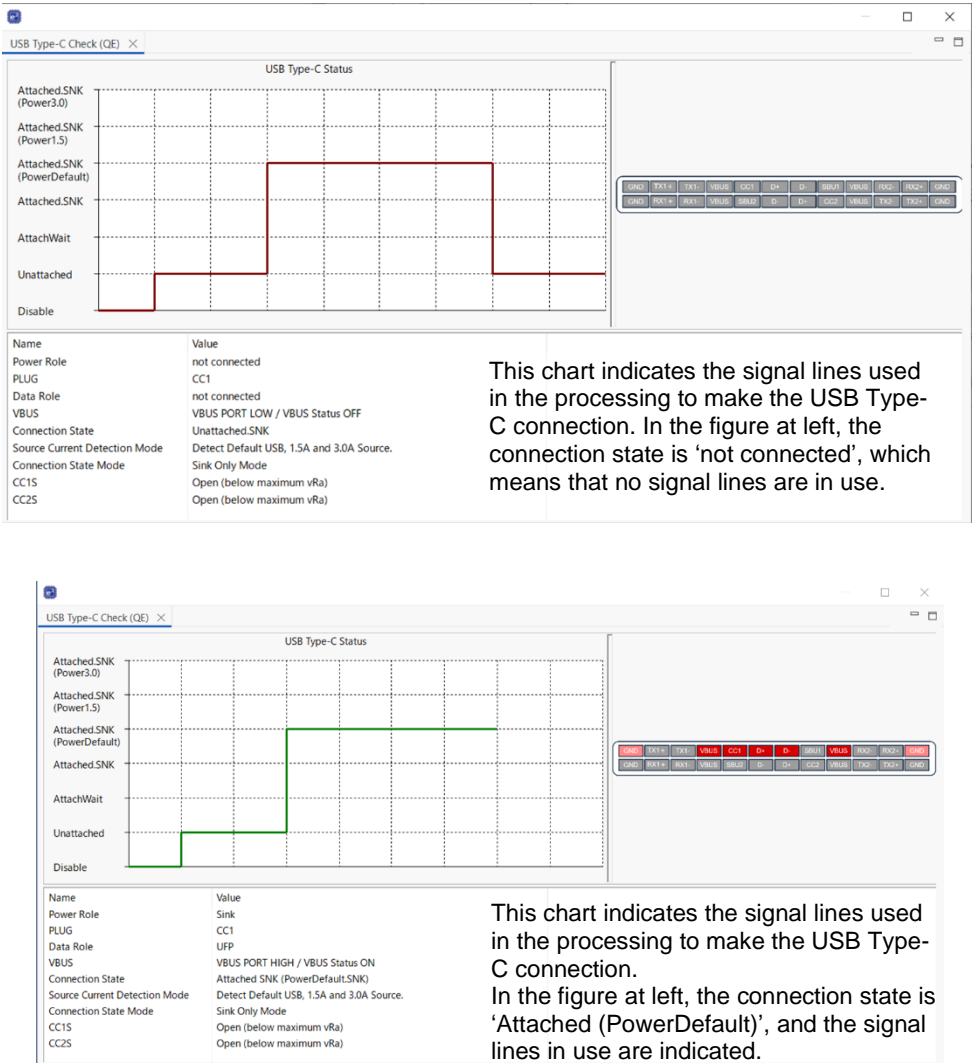 USB Type-C Check (QE)
USB Type-C Status
Attached.SNK
(Power3.0)
Attached.SNK
(Power1.5)
Attached.SNK
(PowerDefault)
Attached.SNK
AttachWait
Unattached
Disable
GND TX1+ TX1- VBUS CC1 D+ D- SBU1 VBUS RX2- RX2+ GND
GND RX1+ RX1- VBUS SBU2 D- D+ CC2 VBUS TX2- TX2+ GND
Name Value
Power Role not connected
PLUG CC1
Data Role not connected
VBUS VBUS PORT LOW / VBUS Status OFF
Connection State Unattached.SNK
Source Current Detection Mode Detect Default USB, 1.5A and 3.0A Source.
Connection State Mode Sink Only Mode
CC1S Open (below maximum vRa)
CC2S Open (below maximum vRa)
This chart indicates the signal lines used
in the processing to make the USB Type-
C connection. In the figure at left, the
connection state is ‘not connected’, which
means that no signal lines are in use.
USB Type-C Check (QE)
USB Type-C Status
Attached.SNK
(Power3.0)
Attached.SNK
(Power1.5)
Attached.SNK
(PowerDefault)
Attached.SNK
AttachWait
Unattached
Disable
GND TX1+ TX1- VBUS CC1 D+ D- SBU1 VBUS RX2- RX2+ GND
GND RX1+ RX1- VBUS SBU2 D- D+ CC2 VBUS TX2- TX2+ GND
Name Value
Power Role Sink
PLUG CC1
Data Role UFP
VBUS VBUS PORT HIGH / VBUS Status ON
Connection State Attached SNK (PowerDefault.SNK)
Source Current Detection Mode Detect Default USB, 1.5A and 3.0A Source.
Connection State Mode Sink Only Mode
CC1S Open (below maximum vRa)
CC2S Open (below maximum vRa)
This chart indicates the signal lines used
in the processing to make the USB Type-
C connection.
In the figure at left, the connection state is
‘Attached (PowerDefault)’, and the signal
lines in use are indicated.